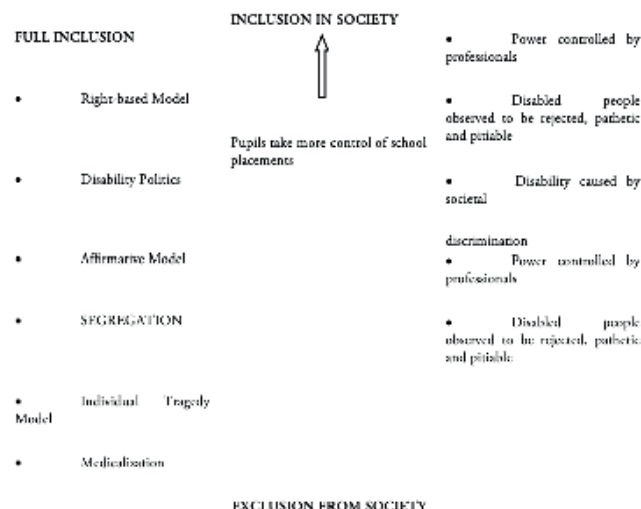 FULL INCLUSION
• Right-based Model
• Disability Politics
• Affirmative Model
• SEGREGATION
• Individual Tragedy
Model
• Medicalization
INCLUSION IN SOCIETY
Pupils take more control of school
placements
• Power controlled by
professionals
• Disabled people
observed to be rejected, pathetic
and pitiable
• Disability caused by
societal
discrimination
• Power controlled by
professionals
• Disabled people
observed to be rejected, pathetic
and pitiable
EXCLUSION FROM SOCIETY